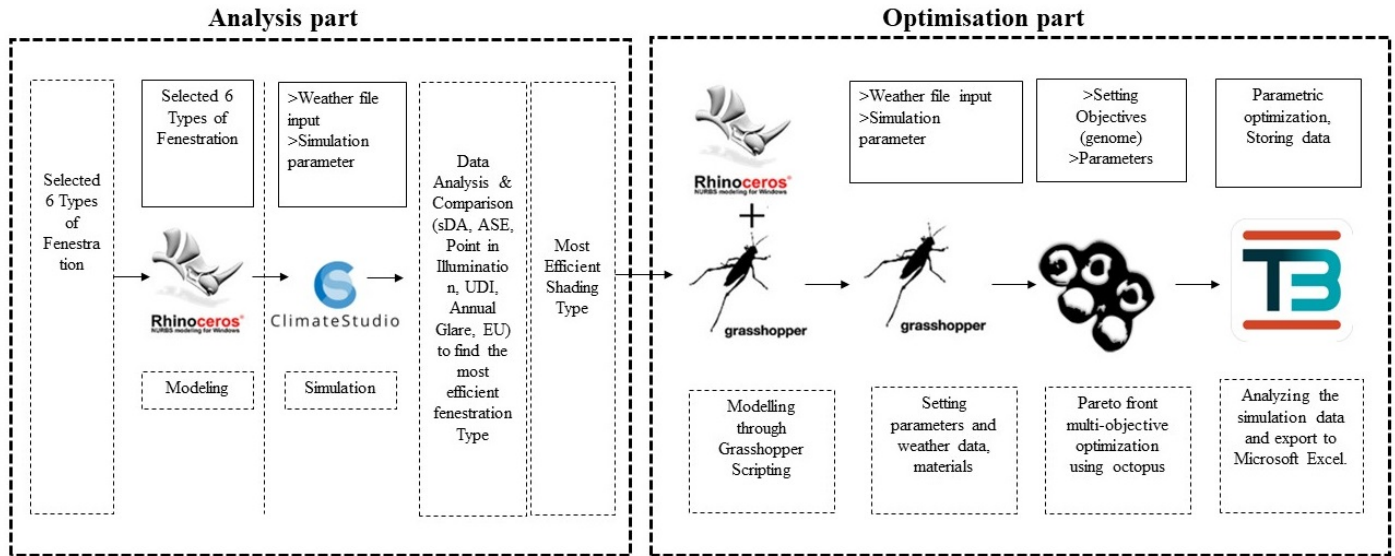 Analysis part
Selected
6 Types
of
Fenestra
tion
Selected 6
Types of
Fenestration
Rhinoceros®
NURBS modeling for Windows
Modeling
>Weather file
input
>Simulation
parameter
CS
ClimateStudio
Simulation
Data
Analysis &
Comparison
(sDA, ASE,
Point in
Illuminatio
n, UDI,
Annual
Glare, EU)
to find the
most
efficient
fenestration
Type
Most
Efficient
Shading
Type
Optimisation part
Rhinoceros®
NURBS modeling for Windows
+
grasshopper
Modelling
through
Grasshopper
Scripting
>Weather file input
>Simulation
parameter
grasshopper
Setting
parameters and
weather data,
materials
>Setting
Objectives
(genome)
>Parameters
Pareto front
multi-objective
optimization
using octopus
Parametric
optimization,
Storing data
TB
Analyzing the
simulation data
and export to
Microsoft Excel.